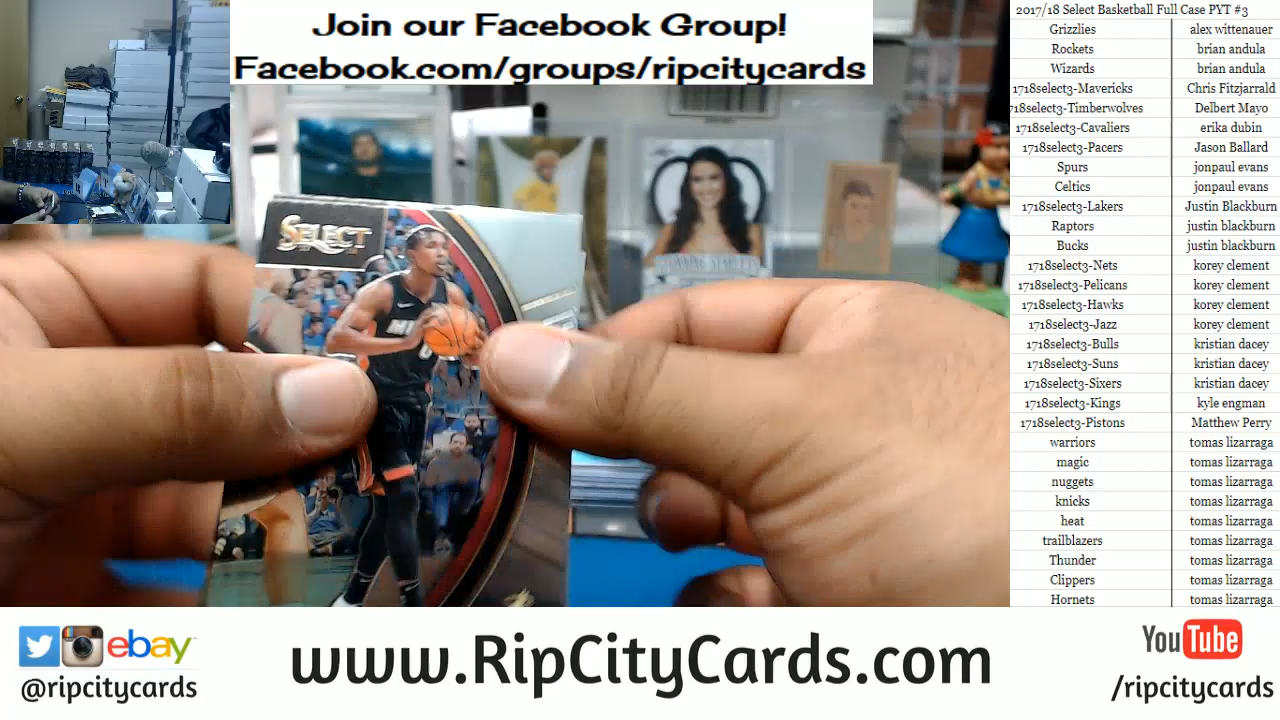 Join our Facebook Group!
Facebook.com/groups/ripcitycards
2017/18 Select Basketball Full Case PYT #3
Grizzlies alex wittenauer
Rockets brian andula
Wizards brian andula
1718select3-Mavericks Chris Fitzjarrald
718select3-Timberwolves Delbert Mayo
1718select3-Cavaliers erika dubin
1718select3-Pacers Jason Ballard
Spurs jonpaul evans
Celtics jonpaul evans
1718select3-Lakers Justin Blackburn
Raptors justin blackburn
Bucks justin blackburn
1718select3-Nets korey clement
1718select3-Pelicans korey clement
1718select3-Hawks korey clement
1718select3-Jazz korey clement
1718select3-Bulls kristian dacey
1718select3-Suns kristian dacey
1718select3-Sixers kristian dacey
1718select3-Kings kyle engman
1718select3-Pistons Matthew Perry
warriors tomas lizarraga
magic tomas lizarraga
nuggets tomas lizarraga
knicks tomas lizarraga
heat tomas lizarraga
trailblazers tomas lizarraga
Thunder tomas lizarraga
Clippers tomas lizarraga
Hornets tomas lizarraga
SELECT
MI
ebay
@ripcitycards
www.RipCityCards.com
YouTube
/ripcitycards